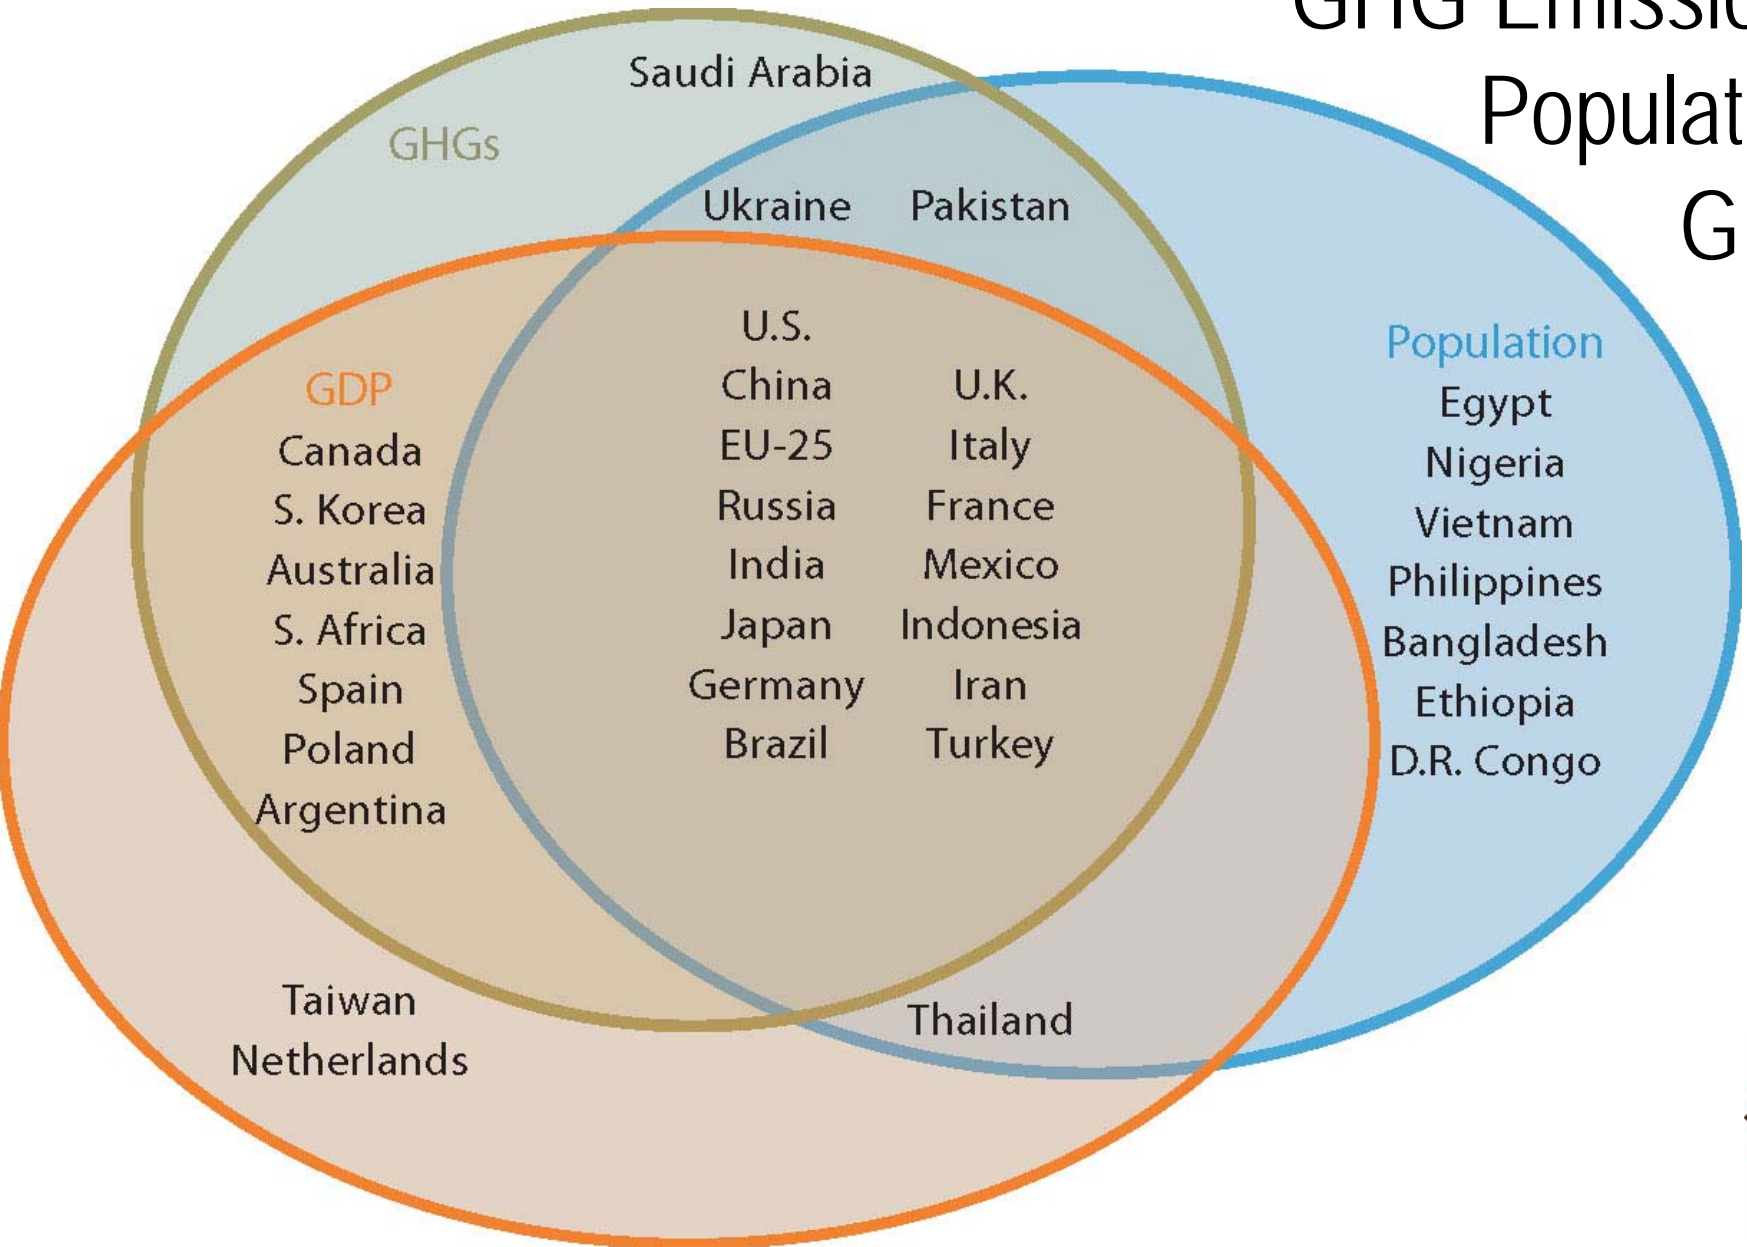 GHG
Populat
G
Saudi Arabia
GHGs
Ukraine Pakistan
GDP
Canada
S. Korea
Australia
S. Africa
Spain
Poland
Argentina
U.S.
China
EU-25
Russia
India
Japan
Germany
Brazil
U.K.
Italy
France
Mexico
Indonesia
Iran
Turkey
Population
Egypt
Nigeria
Vietnam
Philippines
Bangladesh
Ethiopia
D.R. Congo
Taiwan
Netherlands
Thailand